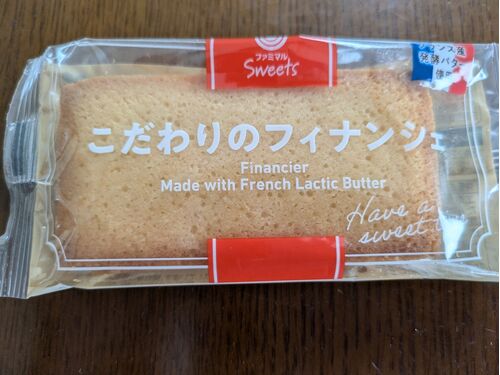 ファミマル
Sweets
フランス産
発酵バター
使用
こだわりのフィナンシェ
Financier
Made with French Lactic Butter
Have a
sweet